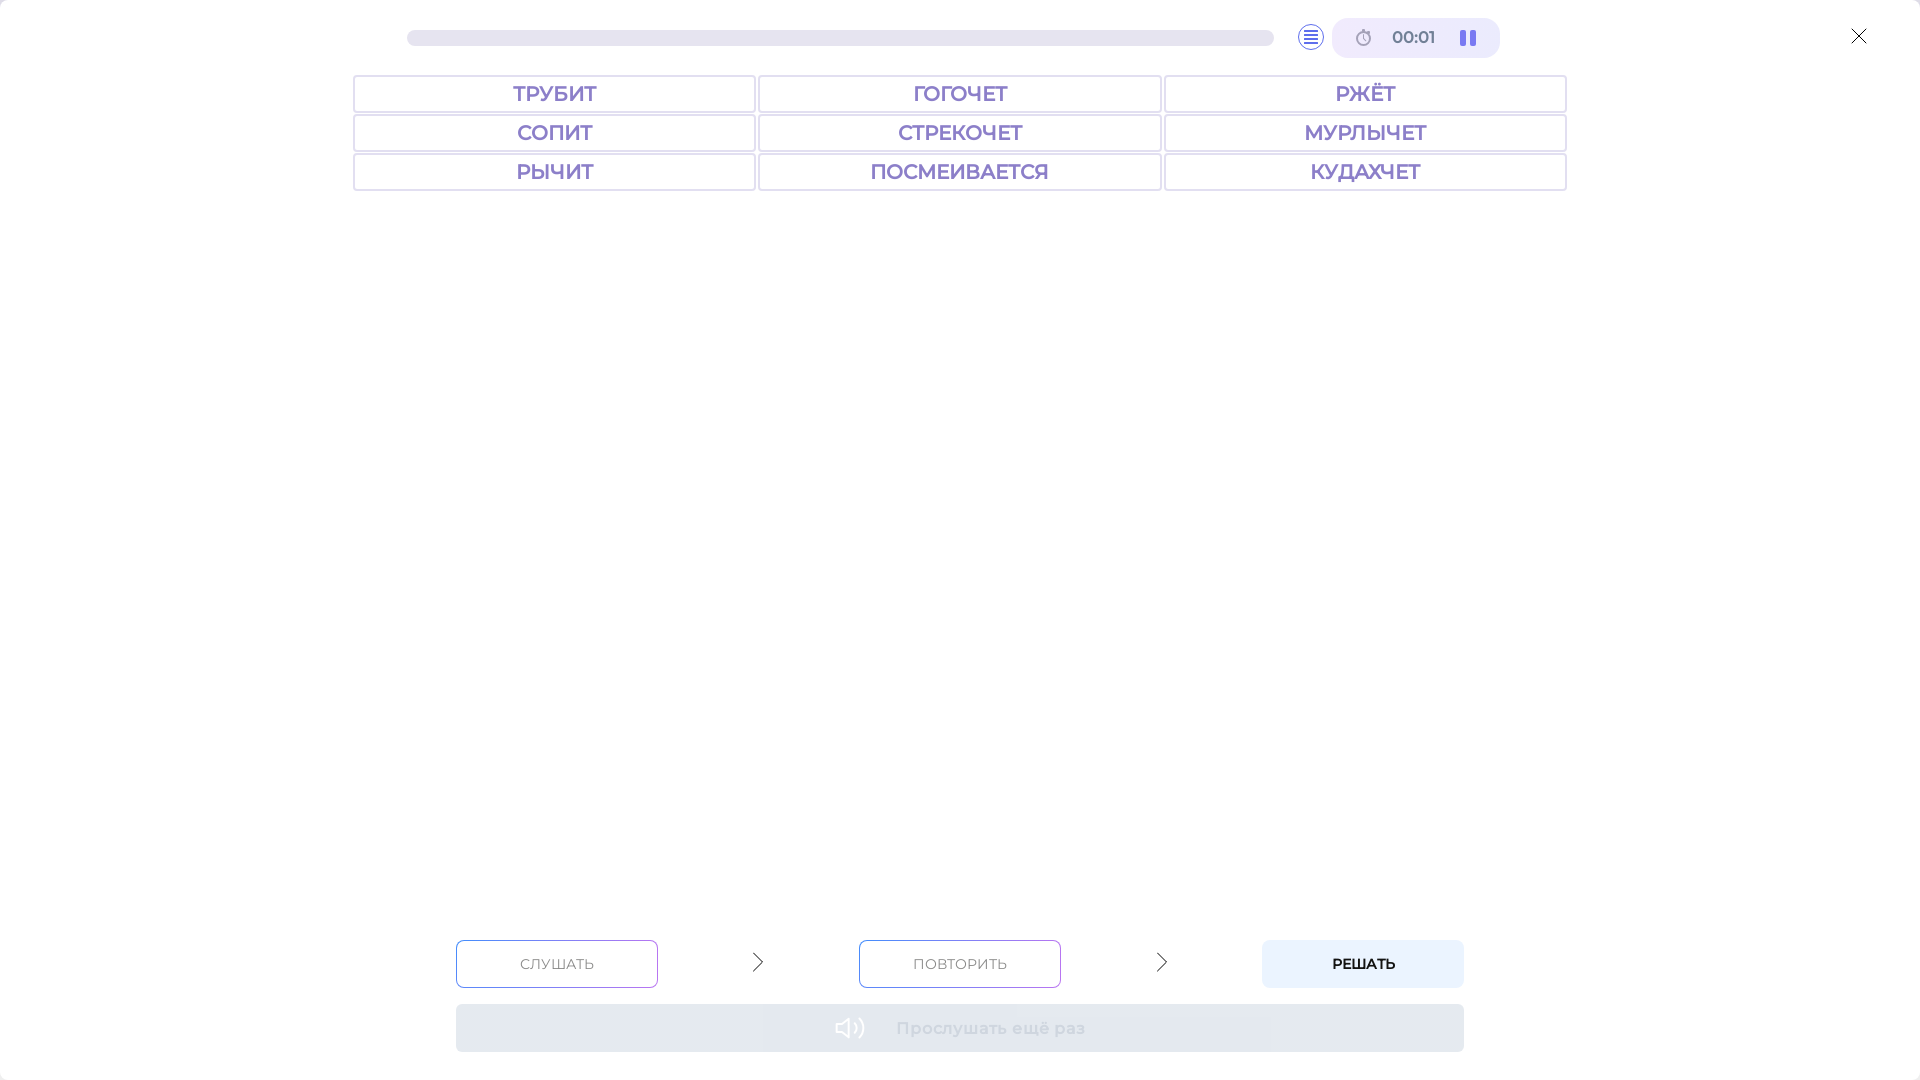 00:01
ТРУБИТ ГОГОЧЕТ РЖЁТ
СОПИТ СТРЕКОЧЕТ МУРЛЫЧЕТ
РЫЧИТ ПОСМЕИВАЕТСЯ КУДАХЧЕТ
СЛУШАТЬ ПОВТОРИТЬ РЕШАТЬ
Прослушать ещё раз